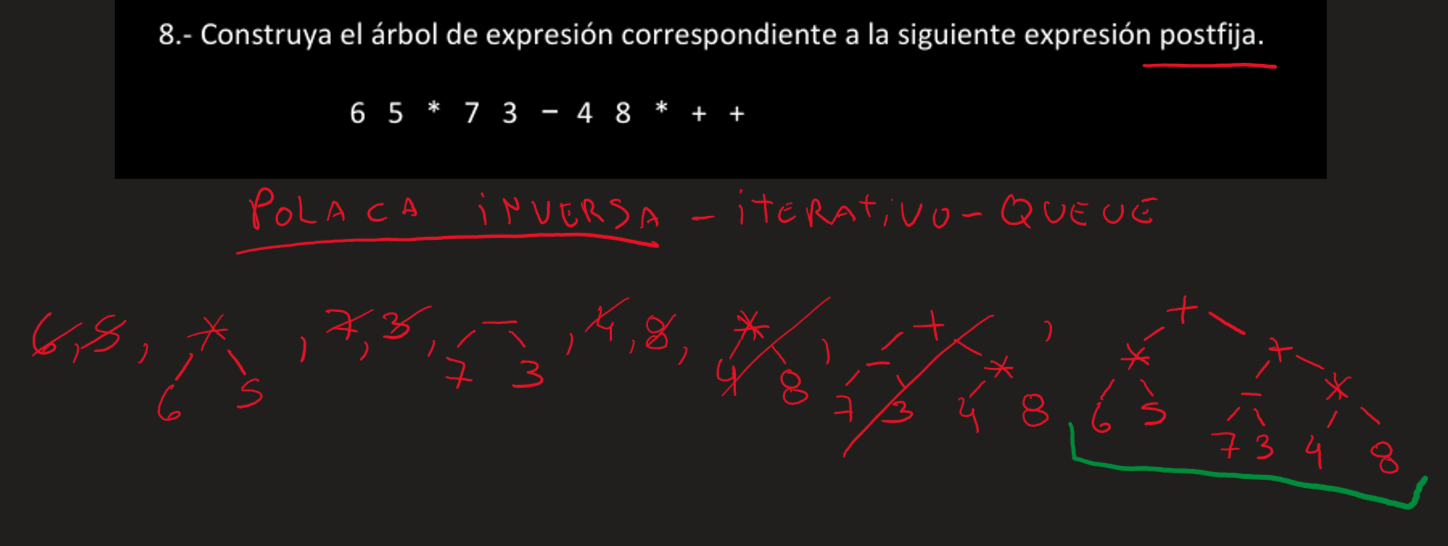 8.- Construya el árbol de expresión correspondiente a la siguiente expresión postfija.
6 5 * 7 3 − 4 8 * + +
POLACA INVERSA - ITERATIVO - QUEUE
6, 5, * , 7, 3, − , 4, 8, * , + , +
* +
− * − *
6 5 7 3 4 8 7 3 4 8 6 5
7 3 4 8